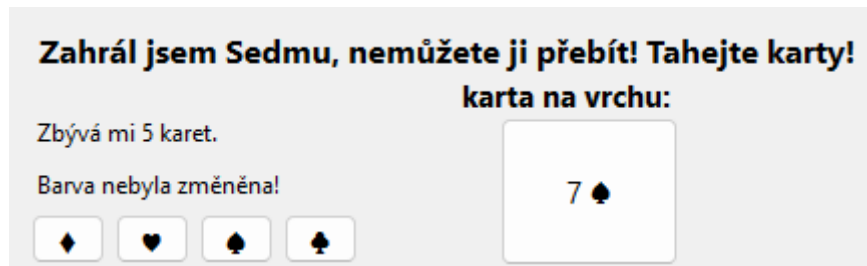 Zahrál jsem Sedmu, nemůžete ji přebít! Tahejte karty!
karta na vrchu:
Zbývá mi 5 karet.
7 ♠
Barva nebyla změněna!
♦ ♥ ♠ ♣